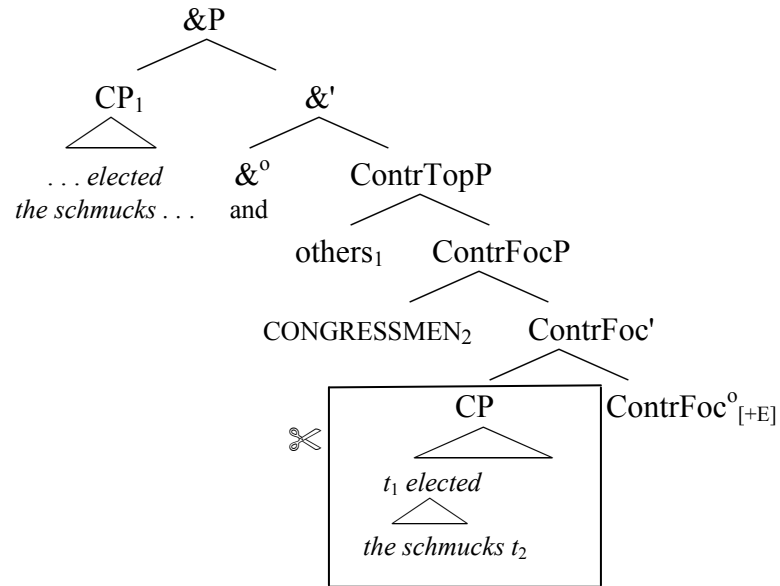 &P
CP₁ &'
. . . elected &º ContrTopP
the schmucks . . . and
others₁ ContrFocP
CONGRESSMEN₂ ContrFoc'
CP ContrFocº[+E]
t₁ elected
the schmucks t₂